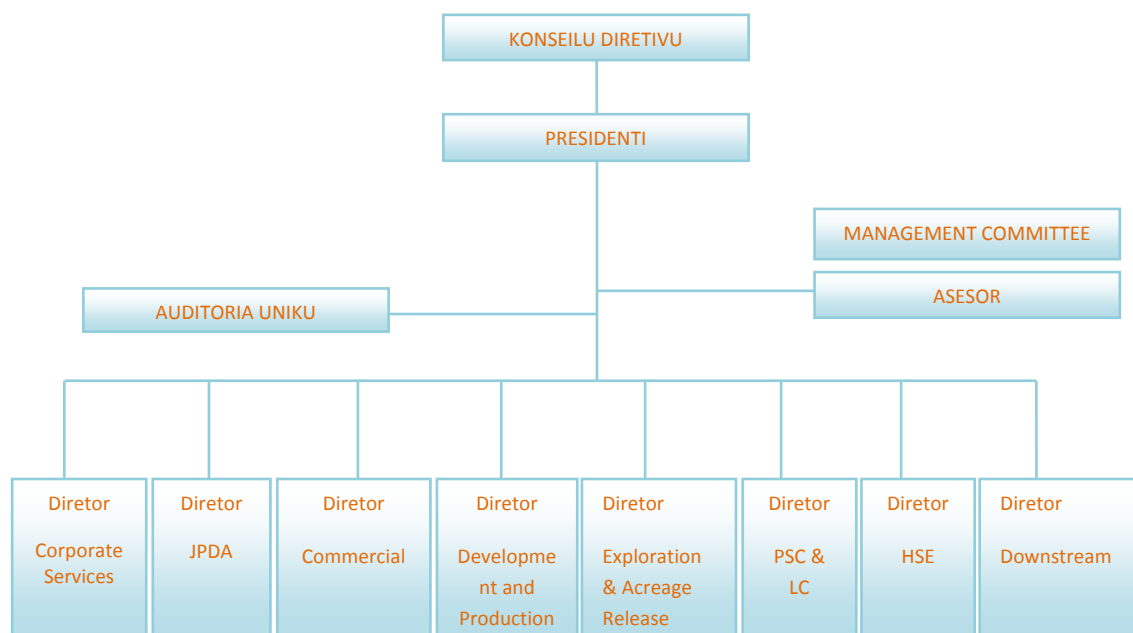 KONSEILU DIRETIVU
PRESIDENTI
MANAGEMENT COMMITTEE
ASESOR
AUDITORIA UNIKU
Diretor
Corporate
Services
Diretor
JPDA
Diretor
Commercial
Diretor
Developme
nt and
Production
Diretor
Exploration
& Acreage
Release
Diretor
PSC &
LC
Diretor
HSE
Diretor
Downstream